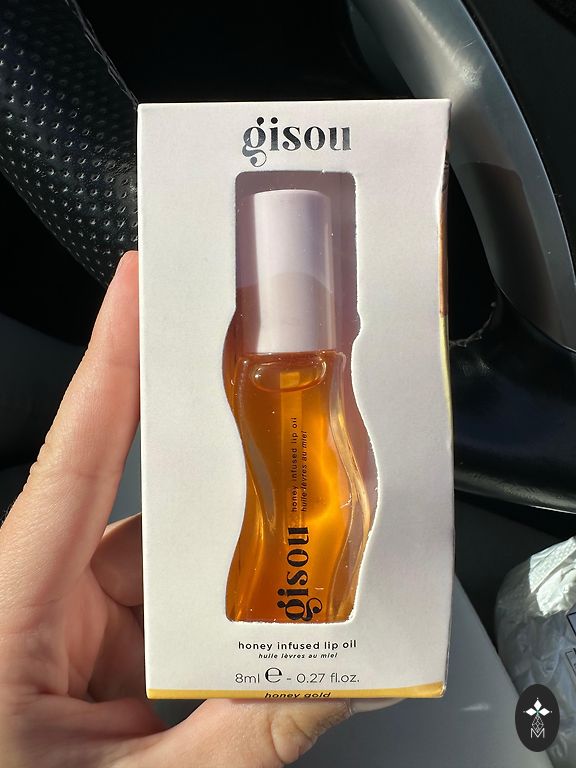 gisou
honey infused lip oil
huile lèvres au miel
gisou
honey infused lip oil
huile lèvres au miel
8ml e - 0.27 fl.oz.
honey gold